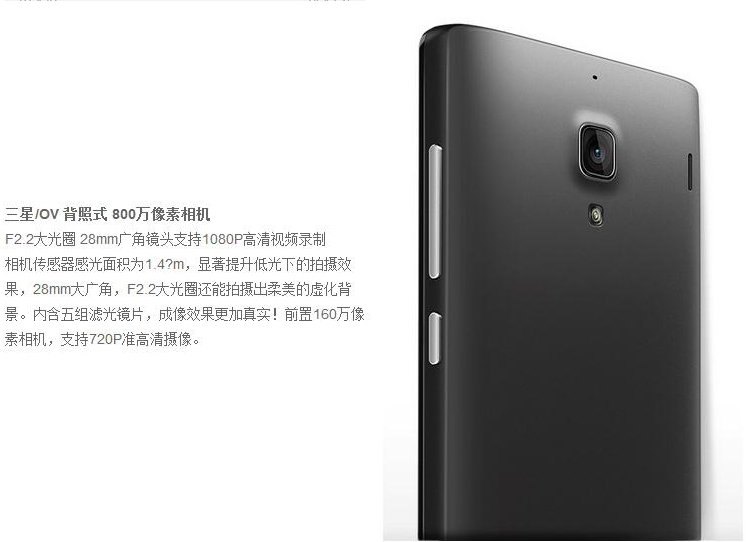 三星/OV 背照式 800万像素相机
F2.2大光圈 28mm广角镜头支持1080P高清视频录制
相机传感器感光面积为1.4?m，显著提升低光下的拍摄效
果，28mm大广角，F2.2大光圈还能拍摄出柔美的虚化背
景。内含五组滤光镜片，成像效果更加真实！前置160万像
素相机，支持720P准高清摄像。